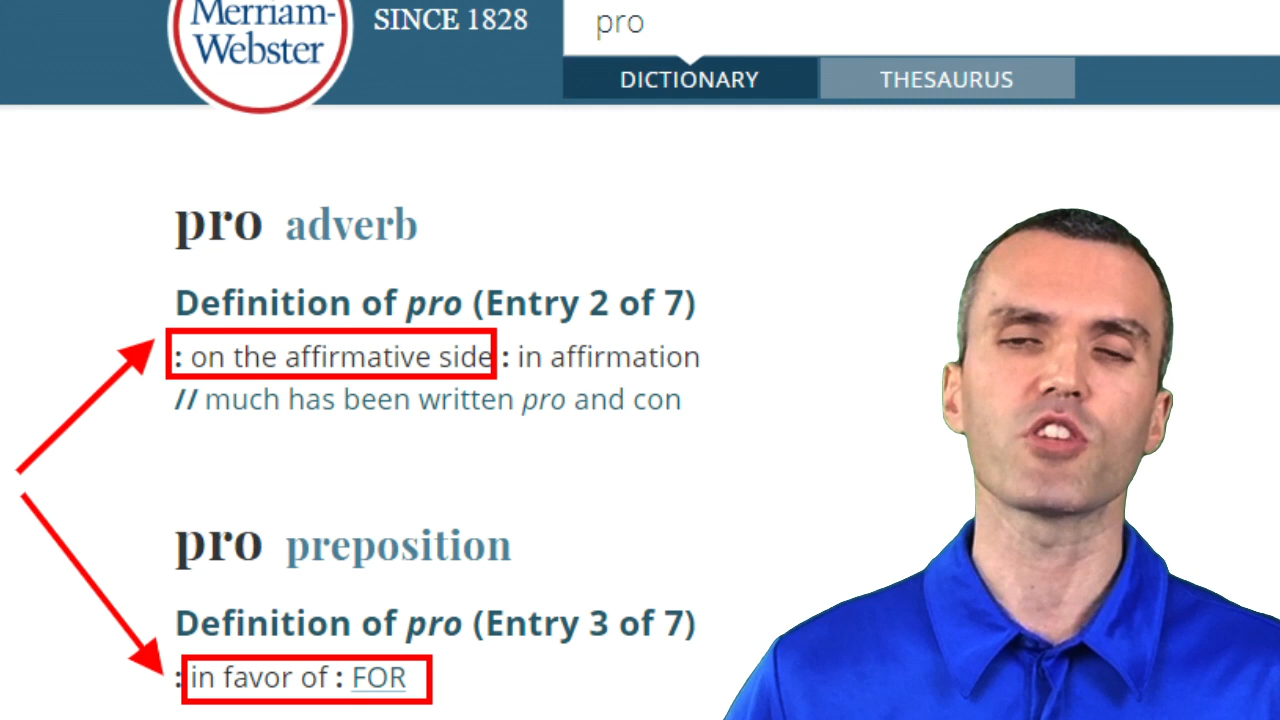 Merriam-
Webster
SINCE 1828
pro
DICTIONARY
THESAURUS
pro adverb
Definition of pro (Entry 2 of 7)
: on the affirmative side : in affirmation
// much has been written pro and con
pro preposition
Definition of pro (Entry 3 of 7)
: in favor of : FOR